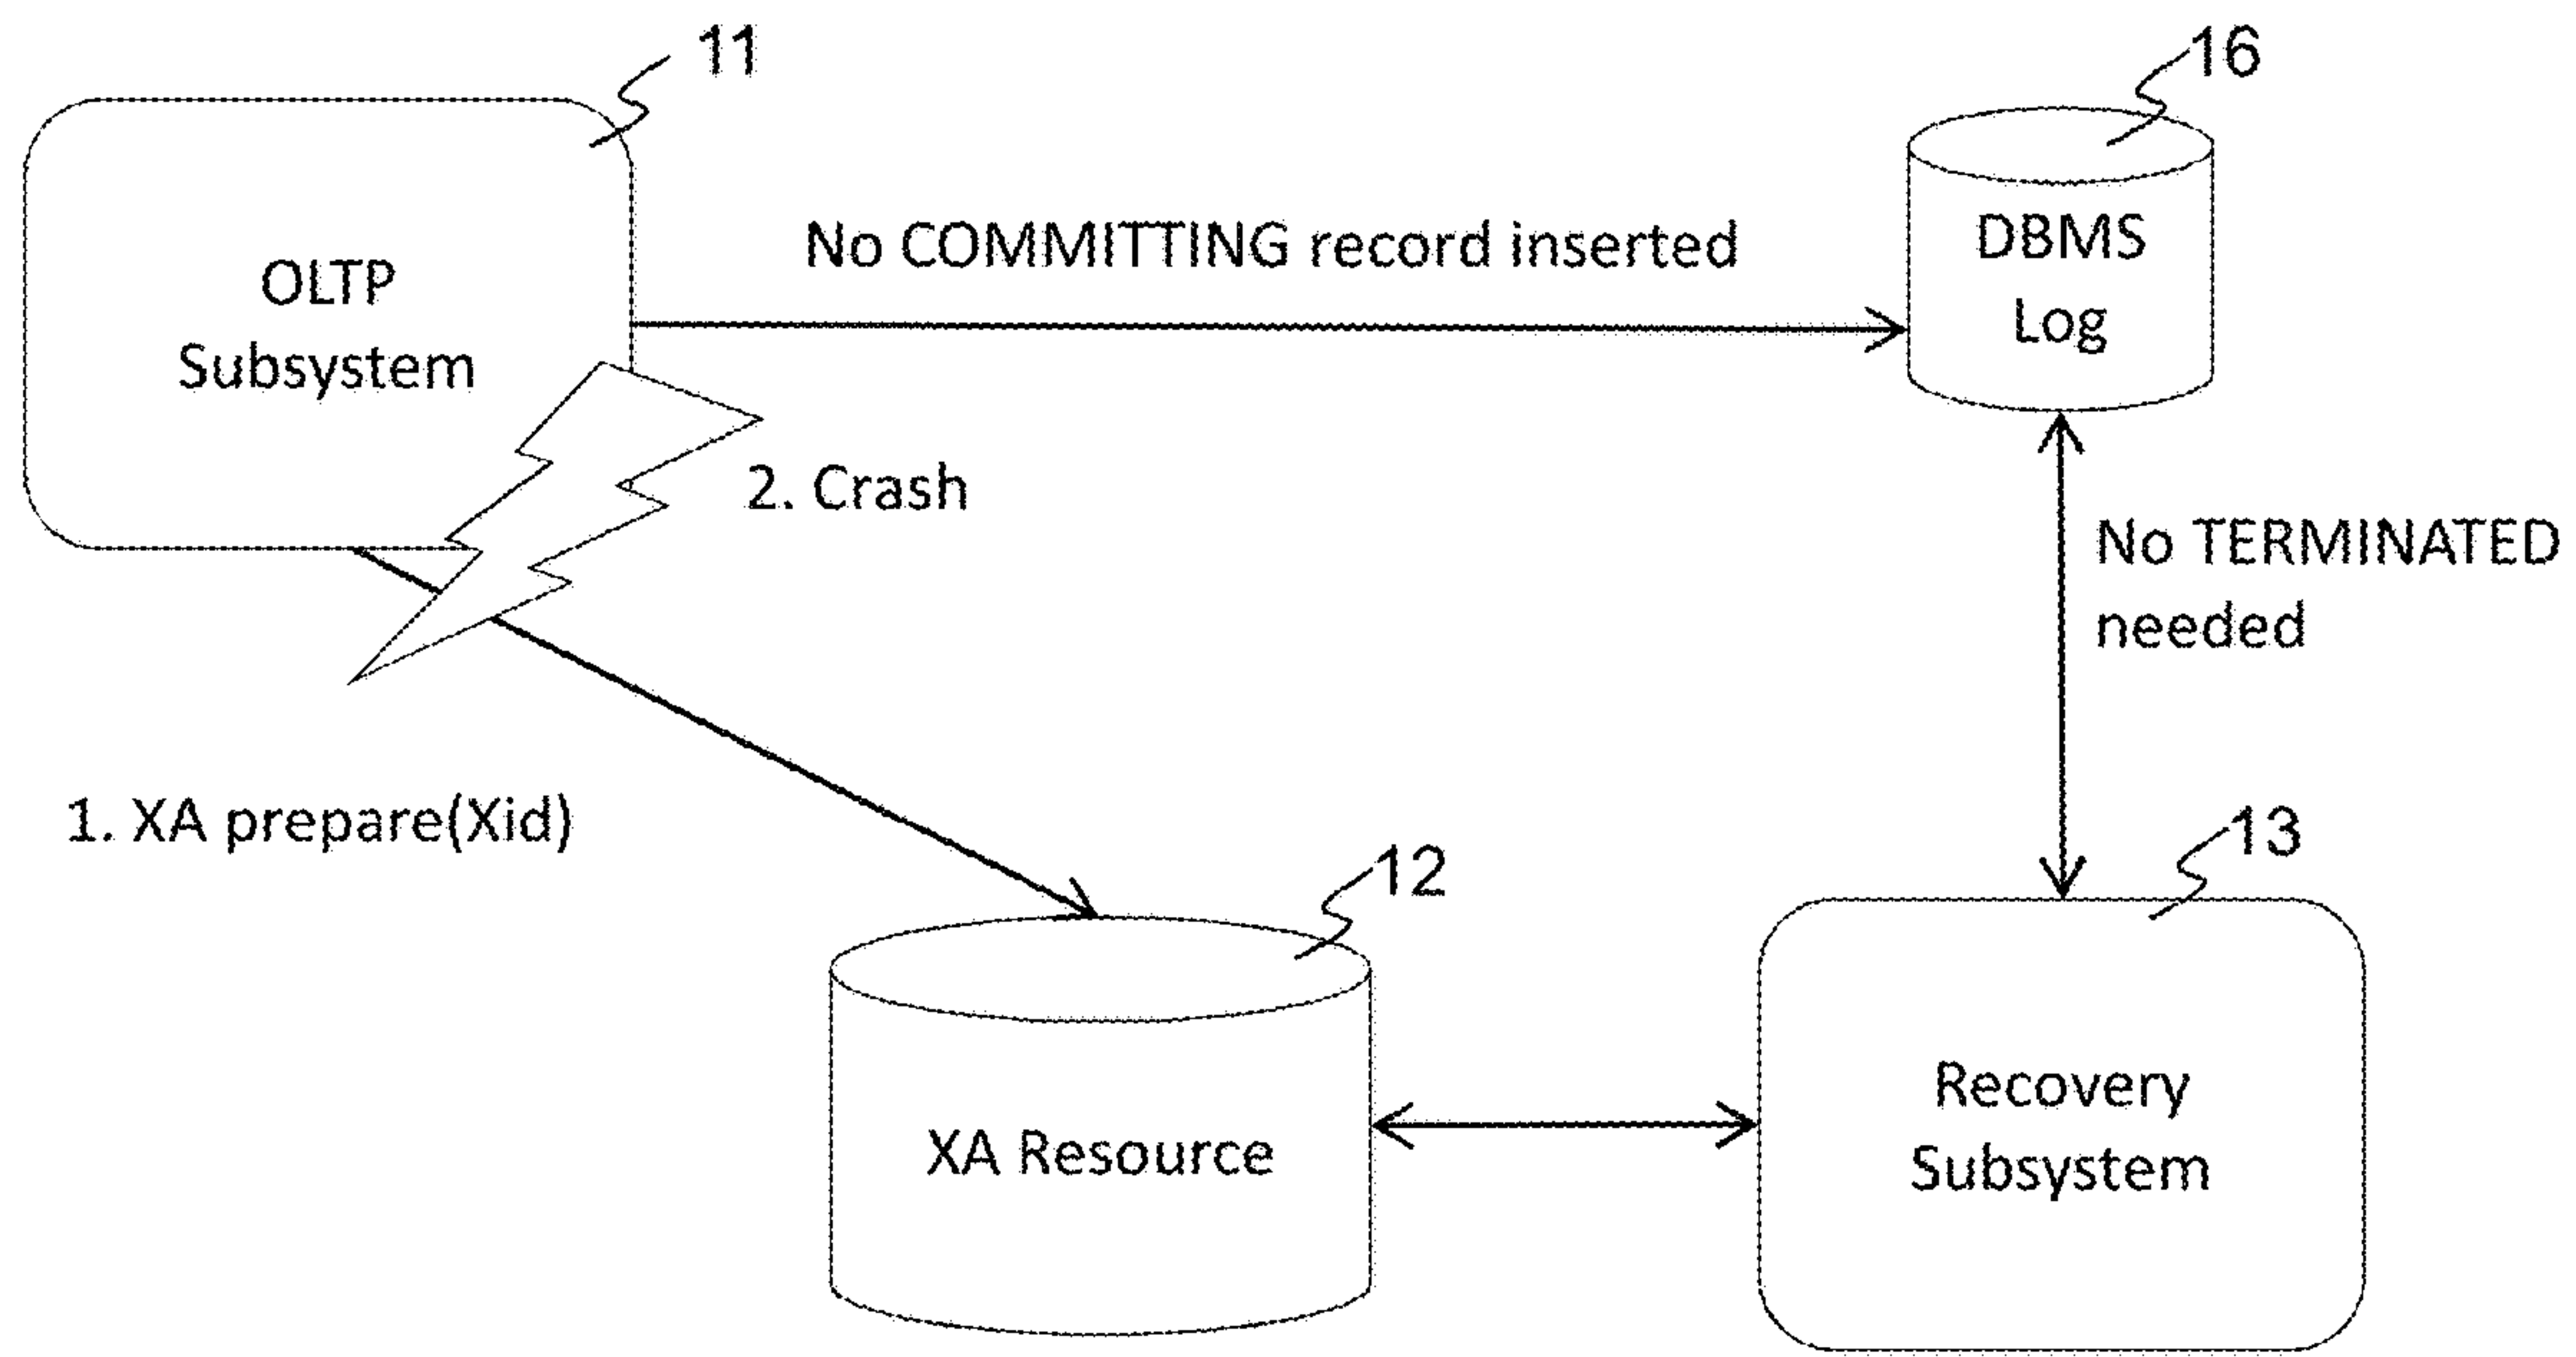 11
16
OLTP
Subsystem
No COMMITTING record inserted
DBMS
Log
2. Crash
No TERMINATED
needed
1. XA prepare(Xid)
12
13
XA Resource
Recovery
Subsystem